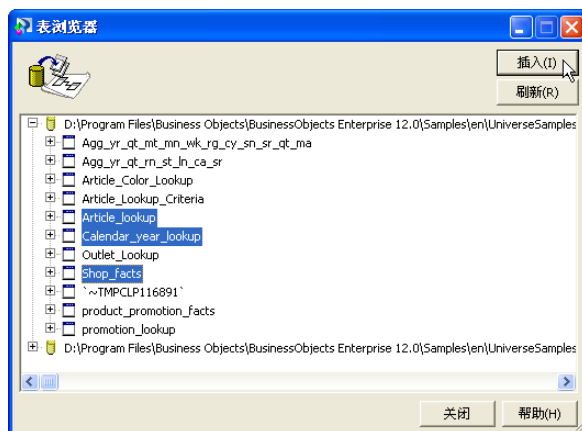 表浏览器
插入(I)
刷新(R)
D:\Program Files\Business Objects\BusinessObjects Enterprise 12.0\Samples\en\UniverseSamples
Agg_yr_qt_mt_mn_wk_rg_cy_sn_sr_qt_ma
Agg_yr_qt_rn_st_ln_ca_sr
Article_Color_Lookup
Article_Lookup_Criteria
Article_lookup
Calendar_year_lookup
Outlet_Lookup
Shop_facts
`~TMPCLP116891`
product_promotion_facts
promotion_lookup
D:\Program Files\Business Objects\BusinessObjects Enterprise 12.0\Samples\en\UniverseSamples
关闭
帮助(H)